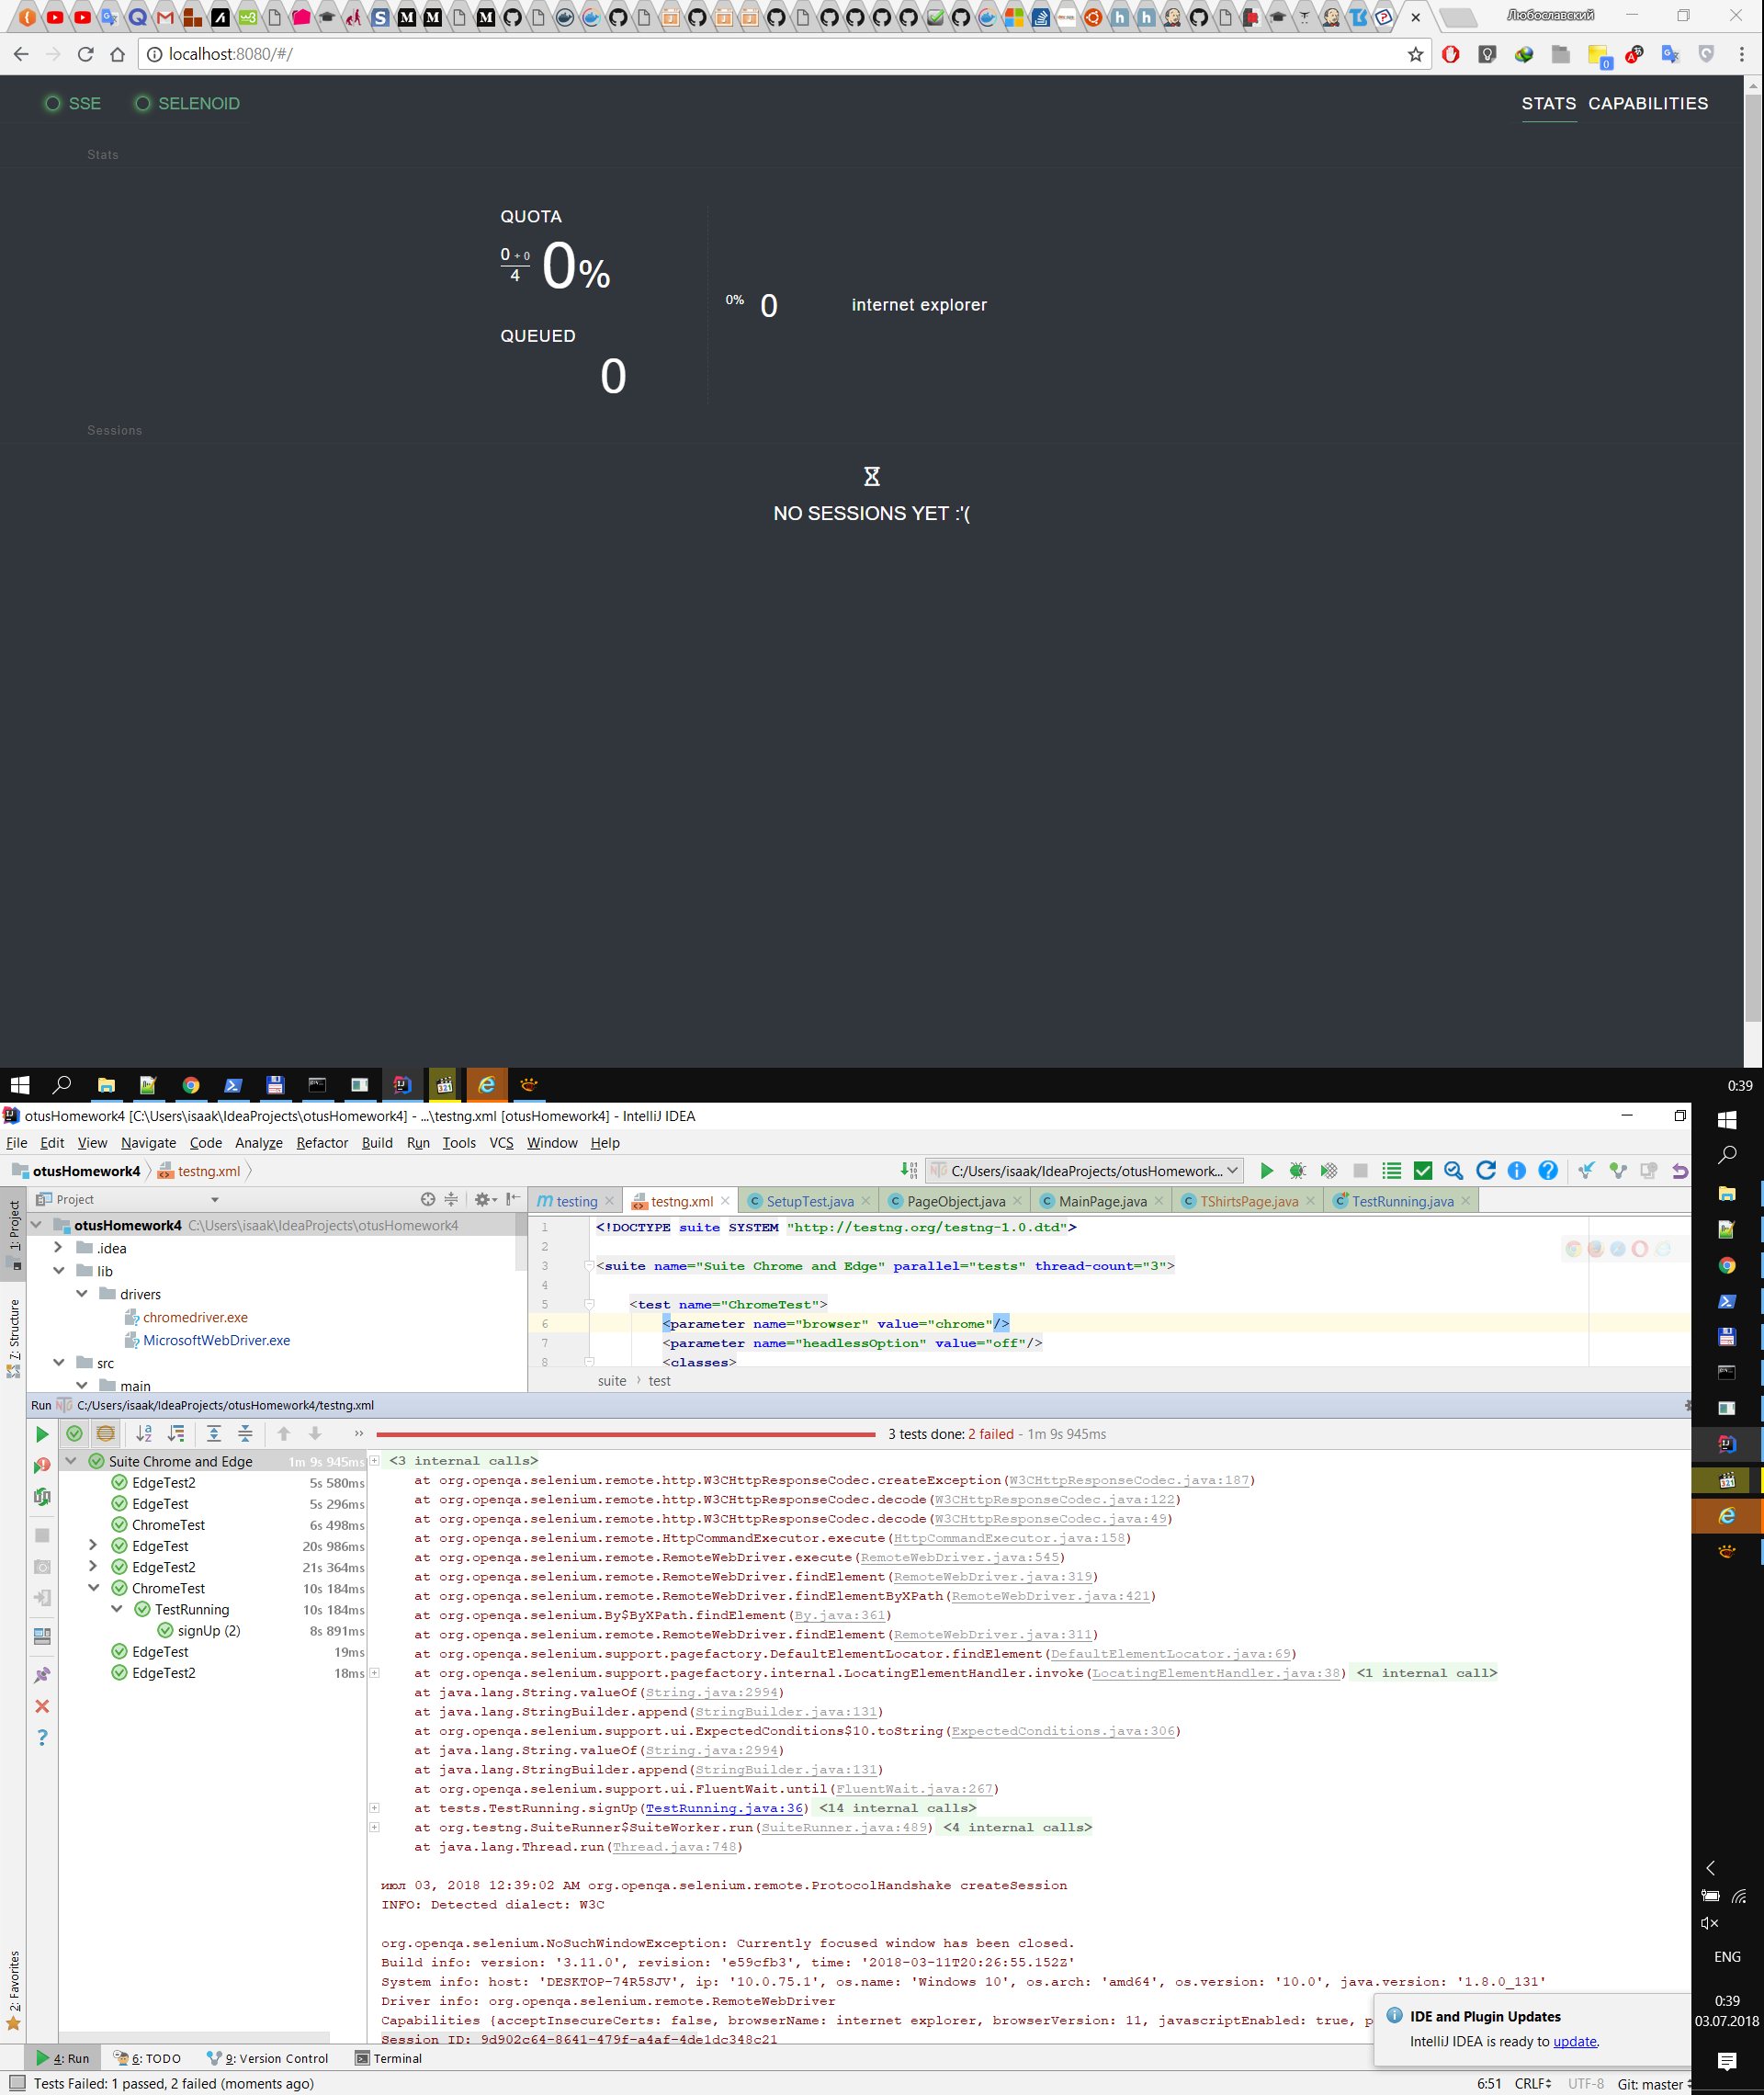 Любославский
localhost:8080/#/
SSE
SELENOID
STATS
CAPABILITIES
Stats
QUOTA
0 + 0
4
0%
0%
0
internet explorer
QUEUED
0
Sessions
NO SESSIONS YET :'(
0:39
otusHomework4 [C:\Users\isaak\IdeaProjects\otusHomework4] - ...\testng.xml [otusHomework4] - IntelliJ IDEA
File Edit View Navigate Code Analyze Refactor Build Run Tools VCS Window Help
otusHomework4
testng.xml
C:/Users/isaak/IdeaProjects/otusHomework...
1: Project
7: Structure
2: Favorites
Project
testing
testng.xml
SetupTest.java
PageObject.java
MainPage.java
TShirtsPage.java
TestRunning.java
otusHomework4 C:\Users\isaak\IdeaProjects\otusHomework4
.idea
lib
drivers
chromedriver.exe
MicrosoftWebDriver.exe
src
main
1 <!DOCTYPE suite SYSTEM "http://testng.org/testng-1.0.dtd">
2
3 <suite name="Suite Chrome and Edge" parallel="tests" thread-count="3">
4
5 <test name="ChromeTest">
6 <parameter name="browser" value="chrome"/>
7 <parameter name="headlessOption" value="off"/>
8 <classes>
suite › test
Run C:/Users/isaak/IdeaProjects/otusHomework4/testng.xml
3 tests done: 2 failed - 1m 9s 945ms
Suite Chrome and Edge 1m 9s 945ms
EdgeTest2 5s 580ms
EdgeTest 5s 296ms
ChromeTest 6s 498ms
EdgeTest 20s 986ms
EdgeTest2 21s 364ms
ChromeTest 10s 184ms
TestRunning 10s 184ms
signUp (2) 8s 891ms
EdgeTest 19ms
EdgeTest2 18ms
<3 internal calls>
at org.openqa.selenium.remote.http.W3CHttpResponseCodec.createException(W3CHttpResponseCodec.java:187)
at org.openqa.selenium.remote.http.W3CHttpResponseCodec.decode(W3CHttpResponseCodec.java:122)
at org.openqa.selenium.remote.http.W3CHttpResponseCodec.decode(W3CHttpResponseCodec.java:49)
at org.openqa.selenium.remote.HttpCommandExecutor.execute(HttpCommandExecutor.java:158)
at org.openqa.selenium.remote.RemoteWebDriver.execute(RemoteWebDriver.java:545)
at org.openqa.selenium.remote.RemoteWebDriver.findElement(RemoteWebDriver.java:319)
at org.openqa.selenium.remote.RemoteWebDriver.findElementByXPath(RemoteWebDriver.java:421)
at org.openqa.selenium.By$ByXPath.findElement(By.java:361)
at org.openqa.selenium.remote.RemoteWebDriver.findElement(RemoteWebDriver.java:311)
at org.openqa.selenium.support.pagefactory.DefaultElementLocator.findElement(DefaultElementLocator.java:69)
at org.openqa.selenium.support.pagefactory.internal.LocatingElementHandler.invoke(LocatingElementHandler.java:38) <1 internal call>
at java.lang.String.valueOf(String.java:2994)
at java.lang.StringBuilder.append(StringBuilder.java:131)
at org.openqa.selenium.support.ui.ExpectedConditions$10.toString(ExpectedConditions.java:306)
at java.lang.String.valueOf(String.java:2994)
at java.lang.StringBuilder.append(StringBuilder.java:131)
at org.openqa.selenium.support.ui.FluentWait.until(FluentWait.java:267)
at tests.TestRunning.signUp(TestRunning.java:36) <14 internal calls>
at org.testng.SuiteRunner$SuiteWorker.run(SuiteRunner.java:489) <4 internal calls>
at java.lang.Thread.run(Thread.java:748)
июл 03, 2018 12:39:02 AM org.openqa.selenium.remote.ProtocolHandshake createSession
INFO: Detected dialect: W3C
org.openqa.selenium.NoSuchWindowException: Currently focused window has been closed.
Build info: version: '3.11.0', revision: 'e59cfb3', time: '2018-03-11T20:26:55.152Z'
System info: host: 'DESKTOP-74R5SJV', ip: '10.0.75.1', os.name: 'Windows 10', os.arch: 'amd64', os.version: '10.0', java.version: '1.8.0_131'
Driver info: org.openqa.selenium.remote.RemoteWebDriver
Capabilities {acceptInsecureCerts: false, browserName: internet explorer, browserVersion: 11, javascriptEnabled: true, p
Session ID: 9d902c64-8641-479f-a4af-4de1dc348c21
IDE and Plugin Updates
IntelliJ IDEA is ready to update.
4: Run
6: TODO
9: Version Control
Terminal
Tests Failed: 1 passed, 2 failed (moments ago)
6:51 CRLF UTF-8 Git: master
ENG
0:39
03.07.2018